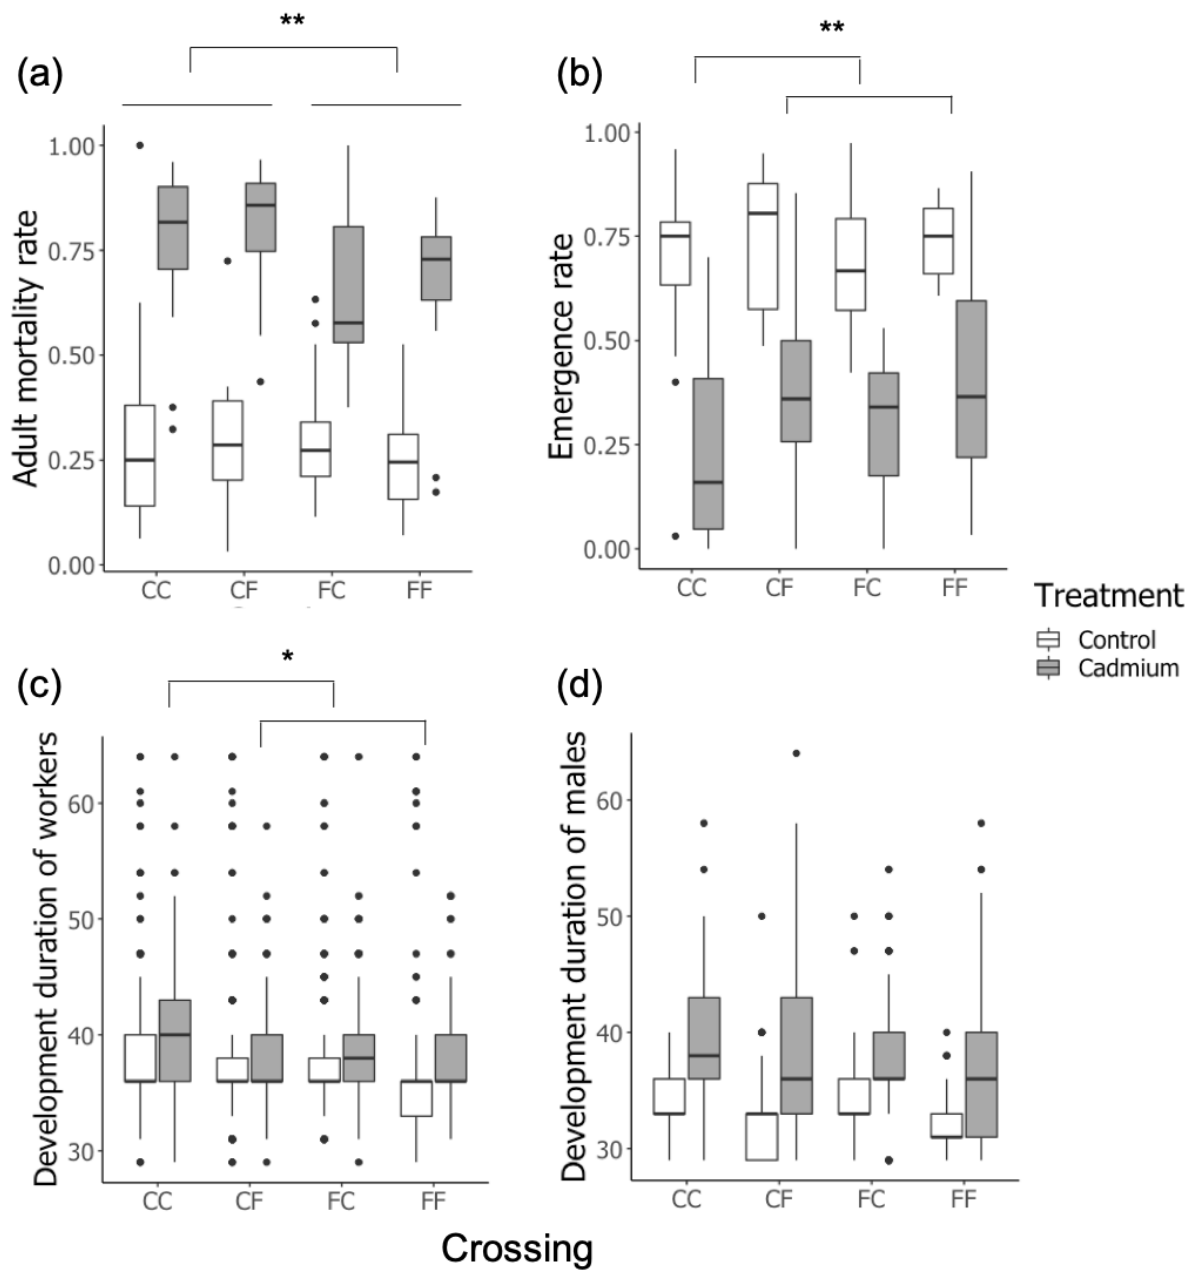 **
(a)
Adult mortality rate
1.00
0.75
0.50
0.25
0.00
CC CF FC FF
**
(b)
Emergence rate
1.00
0.75
0.50
0.25
0.00
CC CF FC FF
Treatment
Control
Cadmium
*
(c)
Development duration of workers
60
50
40
30
CC CF FC FF
(d)
Development duration of males
60
50
40
30
CC CF FC FF
Crossing